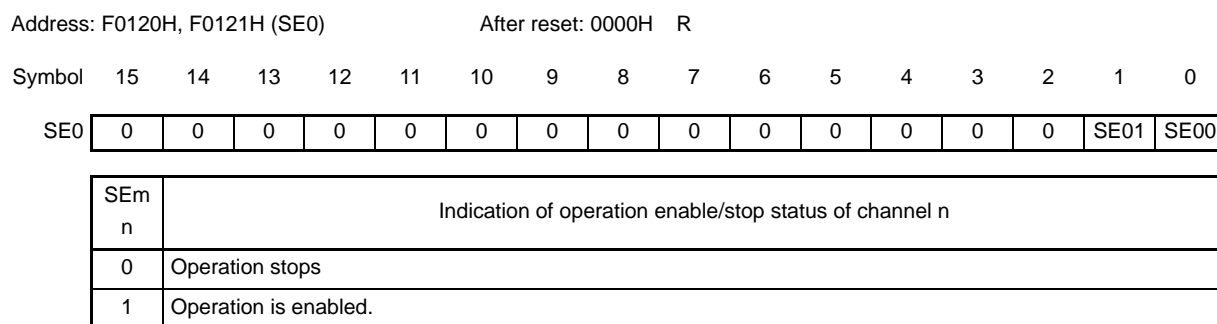 Address: F0120H, F0121H (SE0) After reset: 0000H R
Symbol 15 14 13 12 11 10 9 8 7 6 5 4 3 2 1 0
SE0 0 0 0 0 0 0 0 0 0 0 0 0 0 0 SE01 SE00
SEm
n
Indication of operation enable/stop status of channel n
0 Operation stops
1 Operation is enabled.